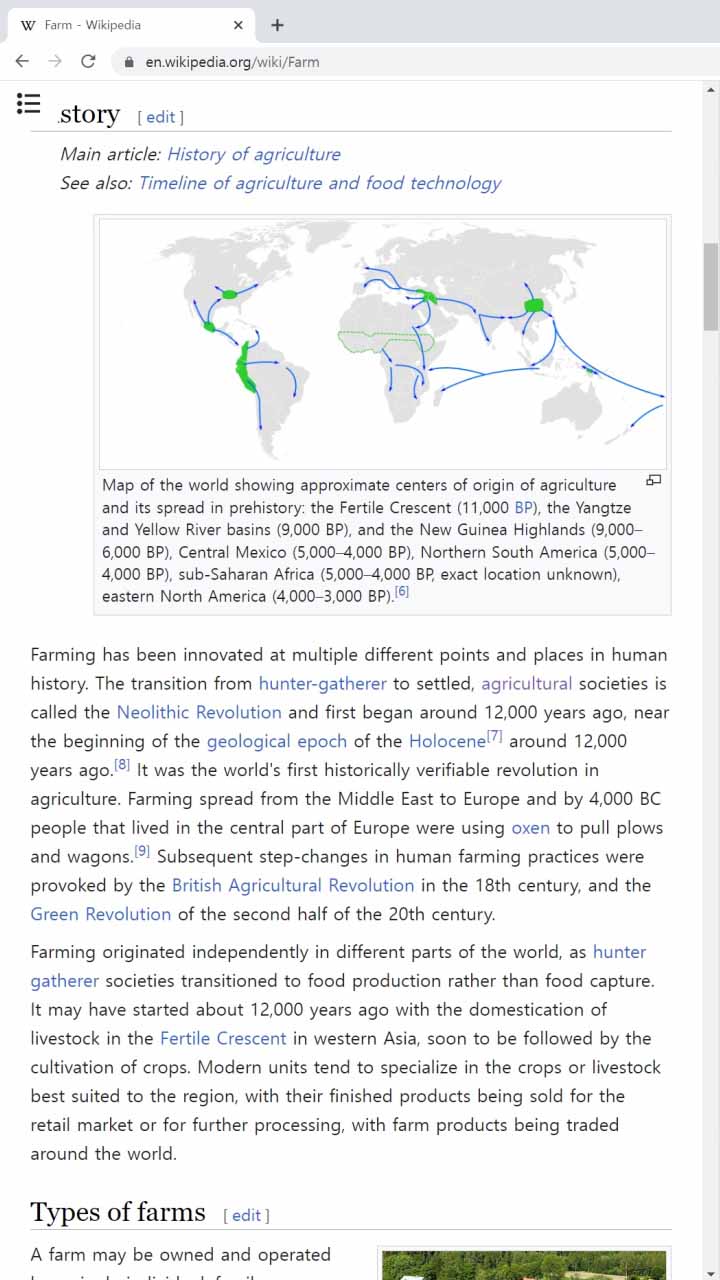 Farm - Wikipedia
en.wikipedia.org/wiki/Farm
story [ edit ]
Main article: History of agriculture
See also: Timeline of agriculture and food technology
Map of the world showing approximate centers of origin of agriculture
and its spread in prehistory: the Fertile Crescent (11,000 BP), the Yangtze
and Yellow River basins (9,000 BP), and the New Guinea Highlands (9,000–
6,000 BP), Central Mexico (5,000–4,000 BP), Northern South America (5,000–
4,000 BP), sub-Saharan Africa (5,000–4,000 BP, exact location unknown),
eastern North America (4,000–3,000 BP).[6]
Farming has been innovated at multiple different points and places in human
history. The transition from hunter-gatherer to settled, agricultural societies is
called the Neolithic Revolution and first began around 12,000 years ago, near
the beginning of the geological epoch of the Holocene[7] around 12,000
years ago.[8] It was the world's first historically verifiable revolution in
agriculture. Farming spread from the Middle East to Europe and by 4,000 BC
people that lived in the central part of Europe were using oxen to pull plows
and wagons.[9] Subsequent step-changes in human farming practices were
provoked by the British Agricultural Revolution in the 18th century, and the
Green Revolution of the second half of the 20th century.
Farming originated independently in different parts of the world, as hunter
gatherer societies transitioned to food production rather than food capture.
It may have started about 12,000 years ago with the domestication of
livestock in the Fertile Crescent in western Asia, soon to be followed by the
cultivation of crops. Modern units tend to specialize in the crops or livestock
best suited to the region, with their finished products being sold for the
retail market or for further processing, with farm products being traded
around the world.
Types of farms [ edit ]
A farm may be owned and operated